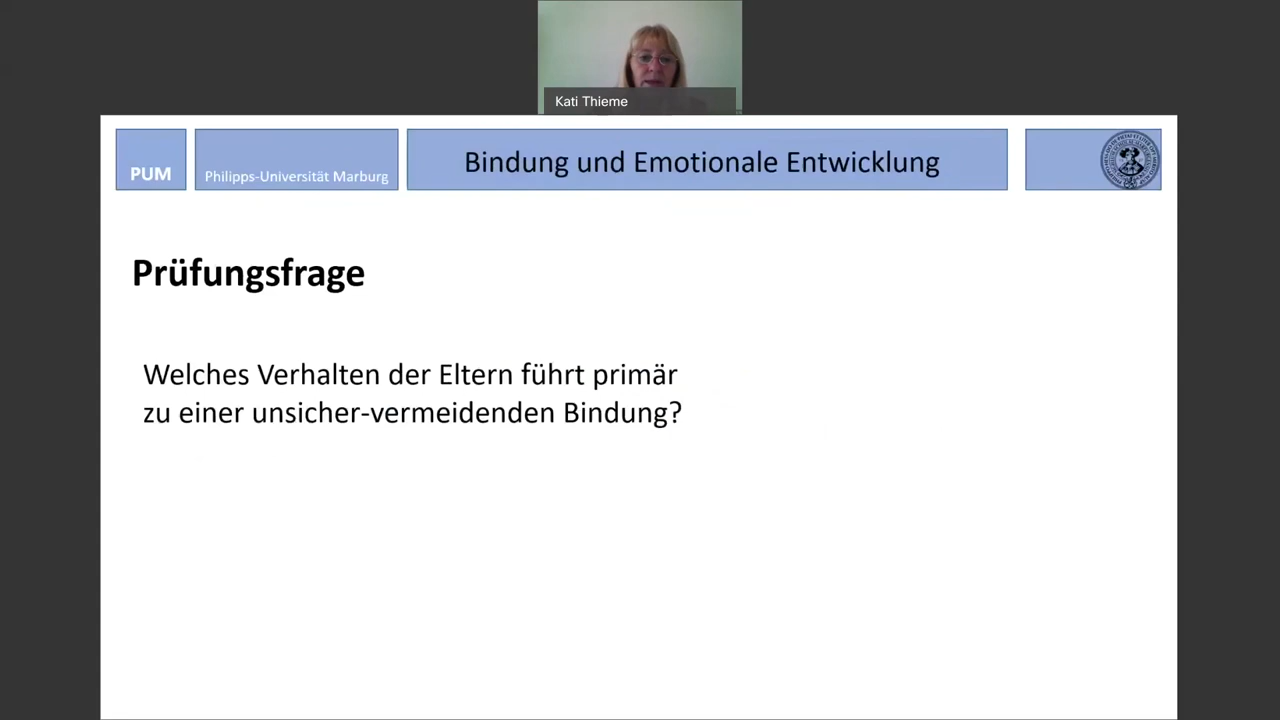 Kati Thieme
PUM
Philipps-Universität Marburg
Bindung und Emotionale Entwicklung
Prüfungsfrage
Welches Verhalten der Eltern führt primär
zu einer unsicher-vermeidenden Bindung?